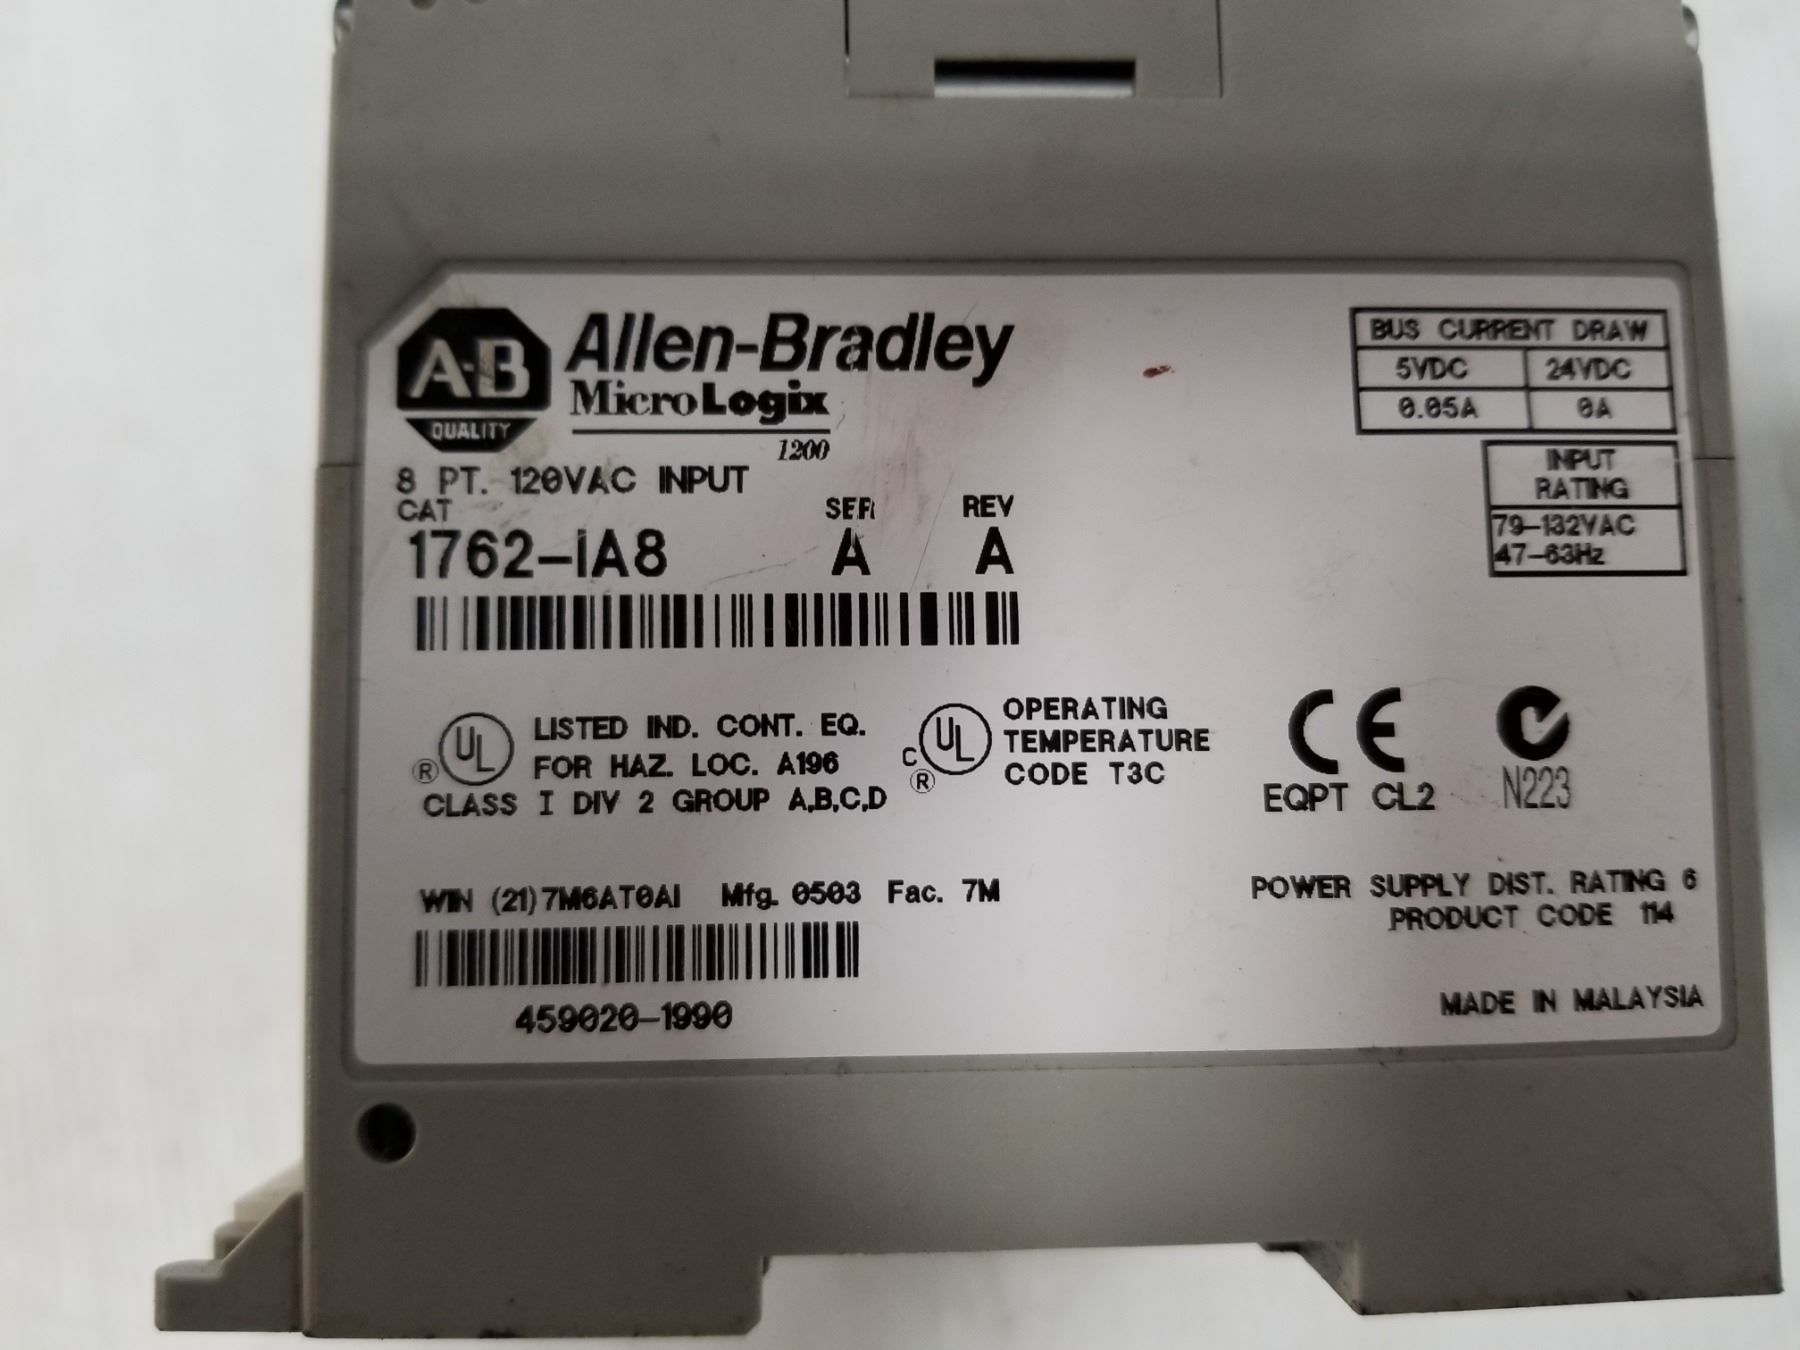 A-B
QUALITY
Allen-Bradley
MicroLogix
1200
8 PT. 120VAC INPUT
CAT SER REV
1762-IA8 A A
BUS CURRENT DRAW
5VDC 24VDC
0.05A 0A
INPUT
RATING
79-132VAC
47-63Hz
UL
R
LISTED IND. CONT. EQ.
FOR HAZ. LOC. A196
CLASS I DIV 2 GROUP A,B,C,D
C UL
R
OPERATING
TEMPERATURE
CODE T3C
CE
EQPT CL2
N223
WIN (21)7M6AT0AI Mfg. 0503 Fac. 7M
459020-1990
POWER SUPPLY DIST. RATING 6
PRODUCT CODE 114
MADE IN MALAYSIA